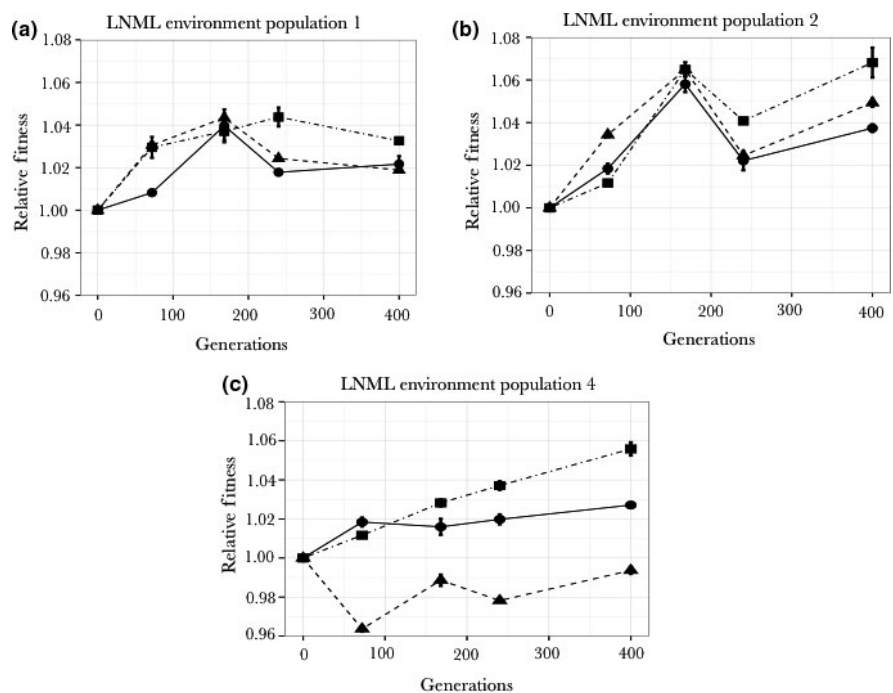 (a) LNML environment population 1
1.08
1.06
1.04
1.02
1.00
0.98
0.96
Relative fitness
0 100 200 300 400
Generations
(b) LNML environment population 2
1.08
1.06
1.04
1.02
1.00
0.98
0.96
Relative fitness
0 100 200 300 400
Generations
(c) LNML environment population 4
1.08
1.06
1.04
1.02
1.00
0.98
0.96
Relative fitness
0 100 200 300 400
Generations